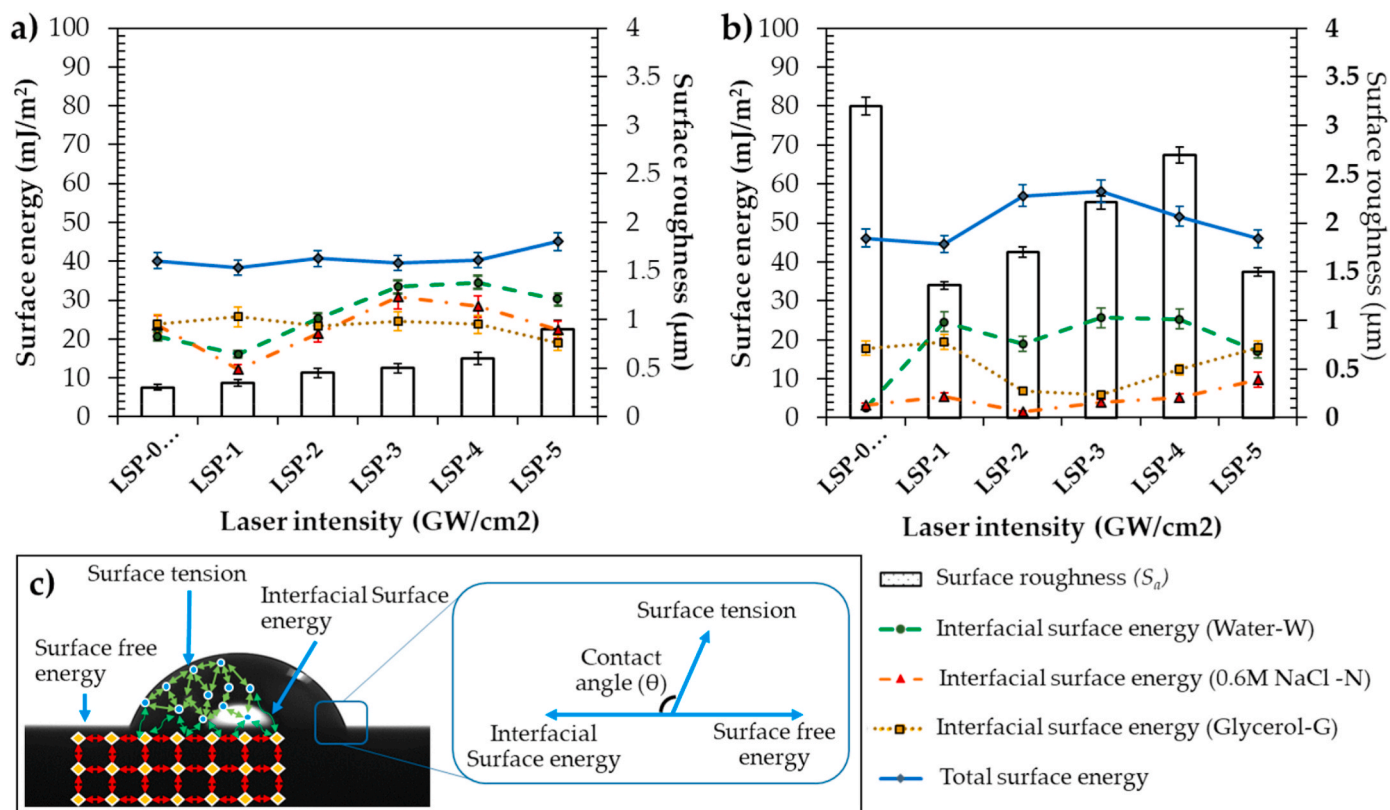 a)
Surface energy (mJ/m²)
100
90
80
70
60
50
40
30
20
10
0
4
3.5
3
2.5
2
1.5
1
0.5
0
Surface roughness (μm)
LSP-0...
LSP-1
LSP-2
LSP-3
LSP-4
LSP-5
Laser intensity (GW/cm2)
b)
Surface energy (mJ/m²)
100
90
80
70
60
50
40
30
20
10
0
4
3.5
3
2.5
2
1.5
1
0.5
0
Surface roughness (μm)
LSP-0...
LSP-1
LSP-2
LSP-3
LSP-4
LSP-5
Laser intensity (GW/cm2)
c)
Surface tension
Interfacial Surface
energy
Surface free
energy
Surface tension
Contact
angle (θ)
Interfacial
Surface energy
Surface free
energy
Surface roughness (Sₐ)
Interfacial surface energy (Water-W)
Interfacial surface energy (0.6M NaCl -N)
Interfacial surface energy (Glycerol-G)
Total surface energy